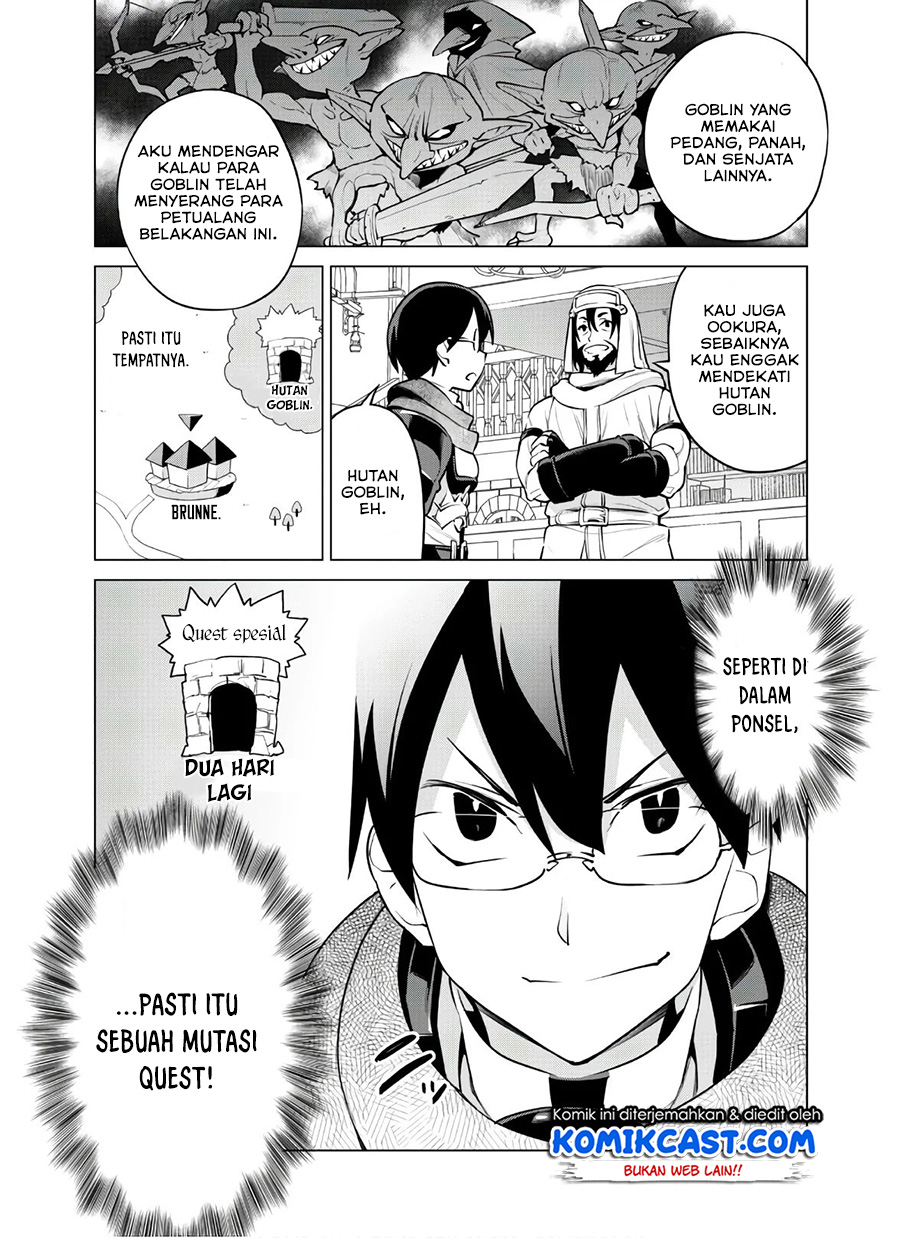 GOBLIN YANG
MEMAKAI
PEDANG, PANAH,
DAN SENJATA
LAINNYA.
AKU MENDENGAR
KALAU PARA
GOBLIN TELAH
MENYERANG PARA
PETUALANG
BELAKANGAN INI.
KAU JUGA
OOKURA,
SEBAIKNYA
KAU ENGGAK
MENDEKATI
HUTAN
GOBLIN.
HUTAN
GOBLIN,
EH.
PASTI ITU
TEMPATNYA.
HUTAN
GOBLIN.
BRUNNE.
SEPERTI DI
DALAM
PONSEL,
Quest spesial
DUA HARI
LAGI
...PASTI ITU
SEBUAH MUTASI
QUEST!
Komik ini diterjemahkan & diedit oleh
KOMIKCAST.COM
BUKAN WEB LAIN!!